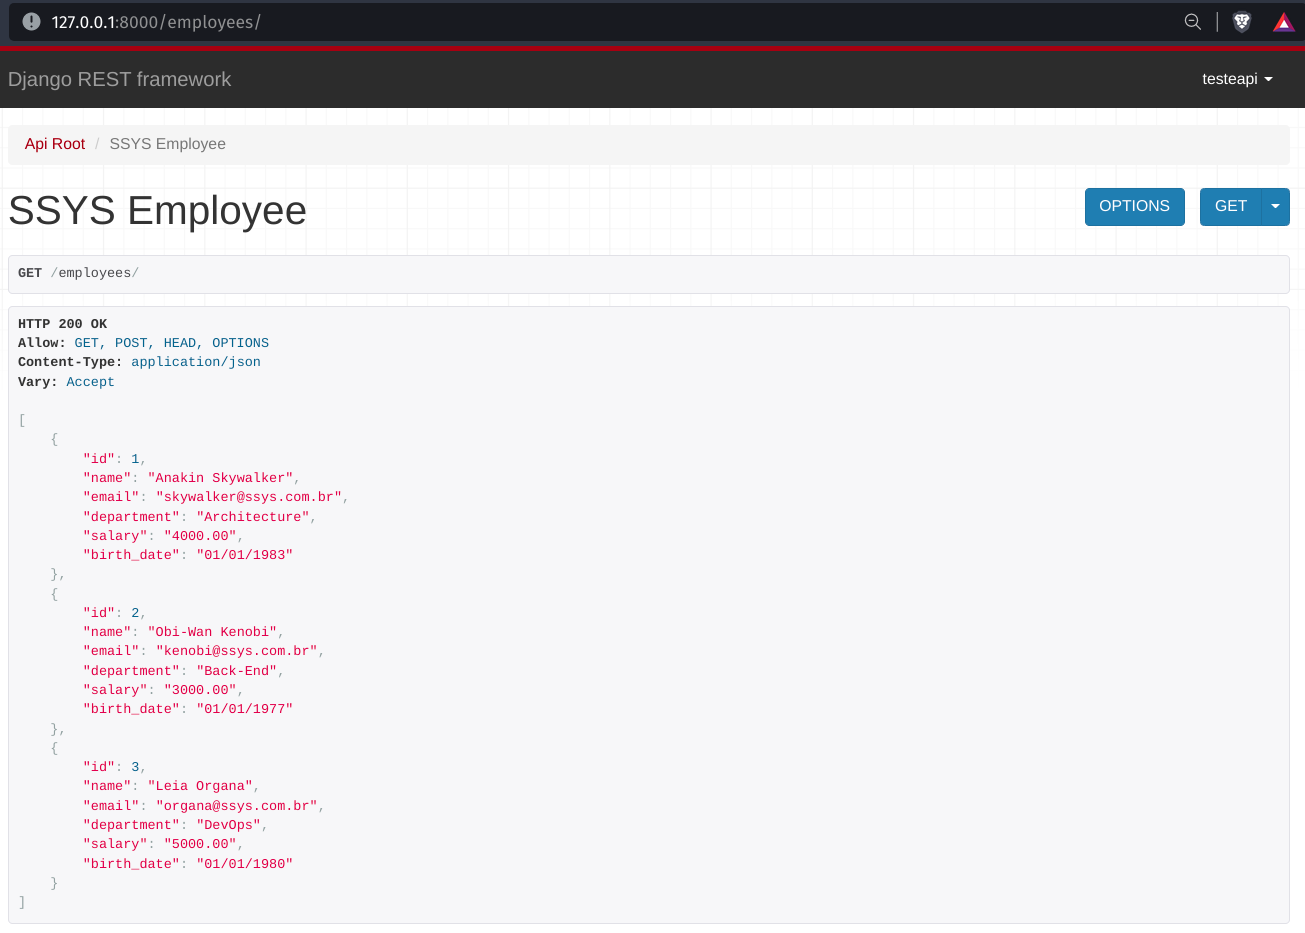 127.0.0.1:8000/employees/
Django REST framework
testeapi
Api Root / SSYS Employee
SSYS Employee
OPTIONS
GET
GET /employees/
HTTP 200 OK
Allow: GET, POST, HEAD, OPTIONS
Content-Type: application/json
Vary: Accept
[
    {
        "id": 1,
        "name": "Anakin Skywalker",
        "email": "skywalker@ssys.com.br",
        "department": "Architecture",
        "salary": "4000.00",
        "birth_date": "01/01/1983"
    },
    {
        "id": 2,
        "name": "Obi-Wan Kenobi",
        "email": "kenobi@ssys.com.br",
        "department": "Back-End",
        "salary": "3000.00",
        "birth_date": "01/01/1977"
    },
    {
        "id": 3,
        "name": "Leia Organa",
        "email": "organa@ssys.com.br",
        "department": "DevOps",
        "salary": "5000.00",
        "birth_date": "01/01/1980"
    }
]